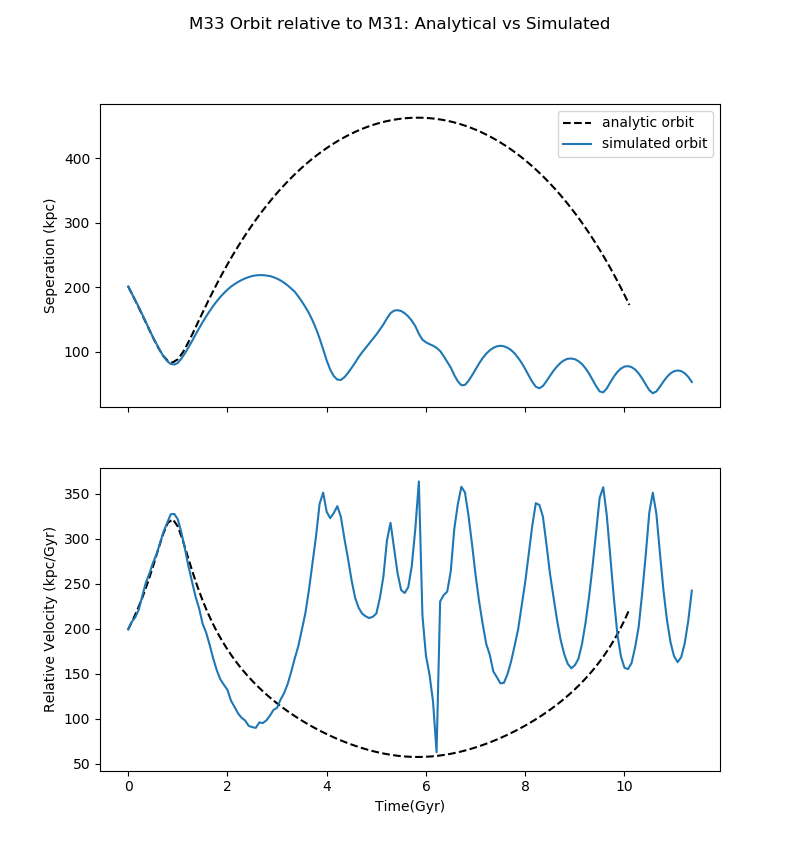 M33 Orbit relative to M31: Analytical vs Simulated
analytic orbit
simulated orbit
Seperation (kpc)
400
300
200
100
Relative Velocity (kpc/Gyr)
350
300
250
200
150
100
50
0 2 4 6 8 10
Time(Gyr)